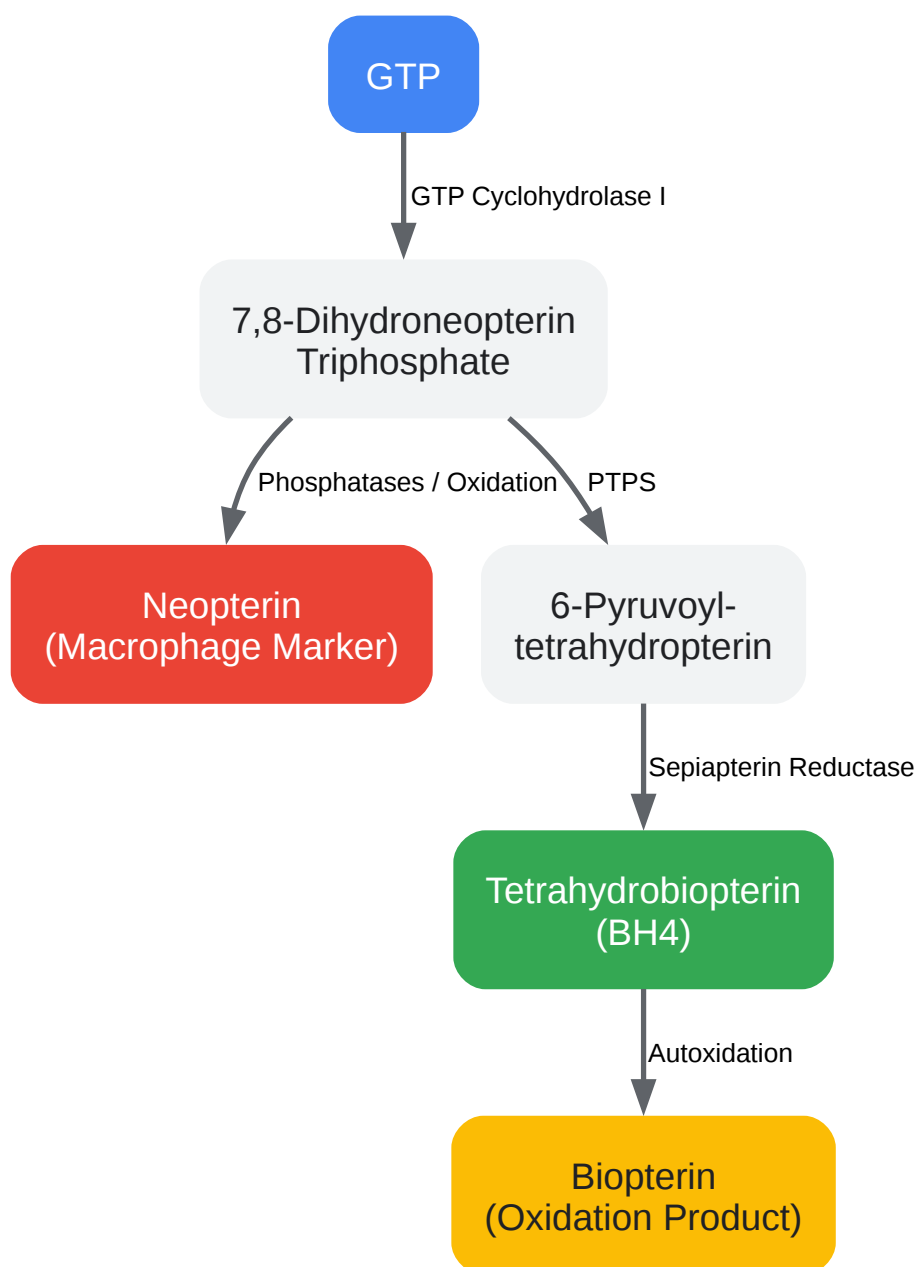 GTP
GTP Cyclohydrolase I
7,8-Dihydroneopterin
Triphosphate
Phosphatases / Oxidation
PTPS
Neopterin
(Macrophage Marker)
6-Pyruvoyl-
tetrahydropterin
Sepiapterin Reductase
Tetrahydrobiopterin
(BH4)
Autoxidation
Biopterin
(Oxidation Product)